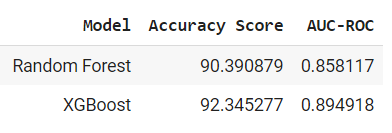 Model Accuracy Score AUC-ROC
Random Forest 90.390879 0.858117
XGBoost 92.345277 0.894918